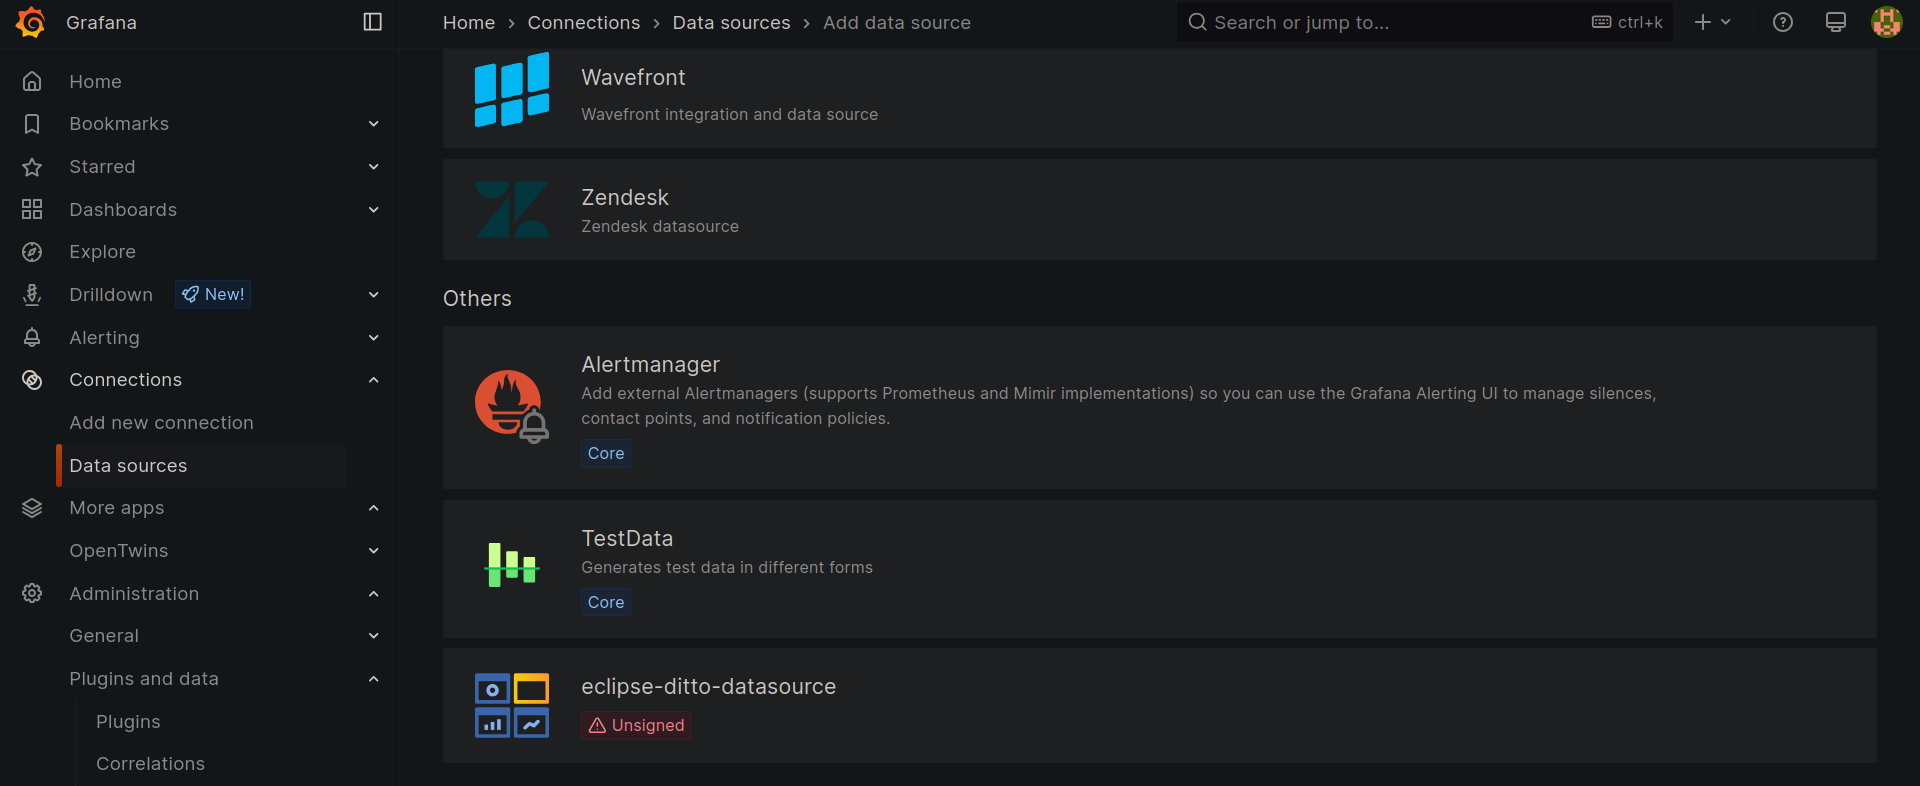 Grafana
Home
Bookmarks
Starred
Dashboards
Explore
Drilldown New!
Alerting
Connections
Add new connection
Data sources
More apps
OpenTwins
Administration
General
Plugins and data
Plugins
Correlations
Home › Connections › Data sources › Add data source
Search or jump to... ctrl+k
Wavefront
Wavefront integration and data source
Zendesk
Zendesk datasource
Others
Alertmanager
Add external Alertmanagers (supports Prometheus and Mimir implementations) so you can use the Grafana Alerting UI to manage silences,
contact points, and notification policies.
Core
TestData
Generates test data in different forms
Core
eclipse-ditto-datasource
Unsigned